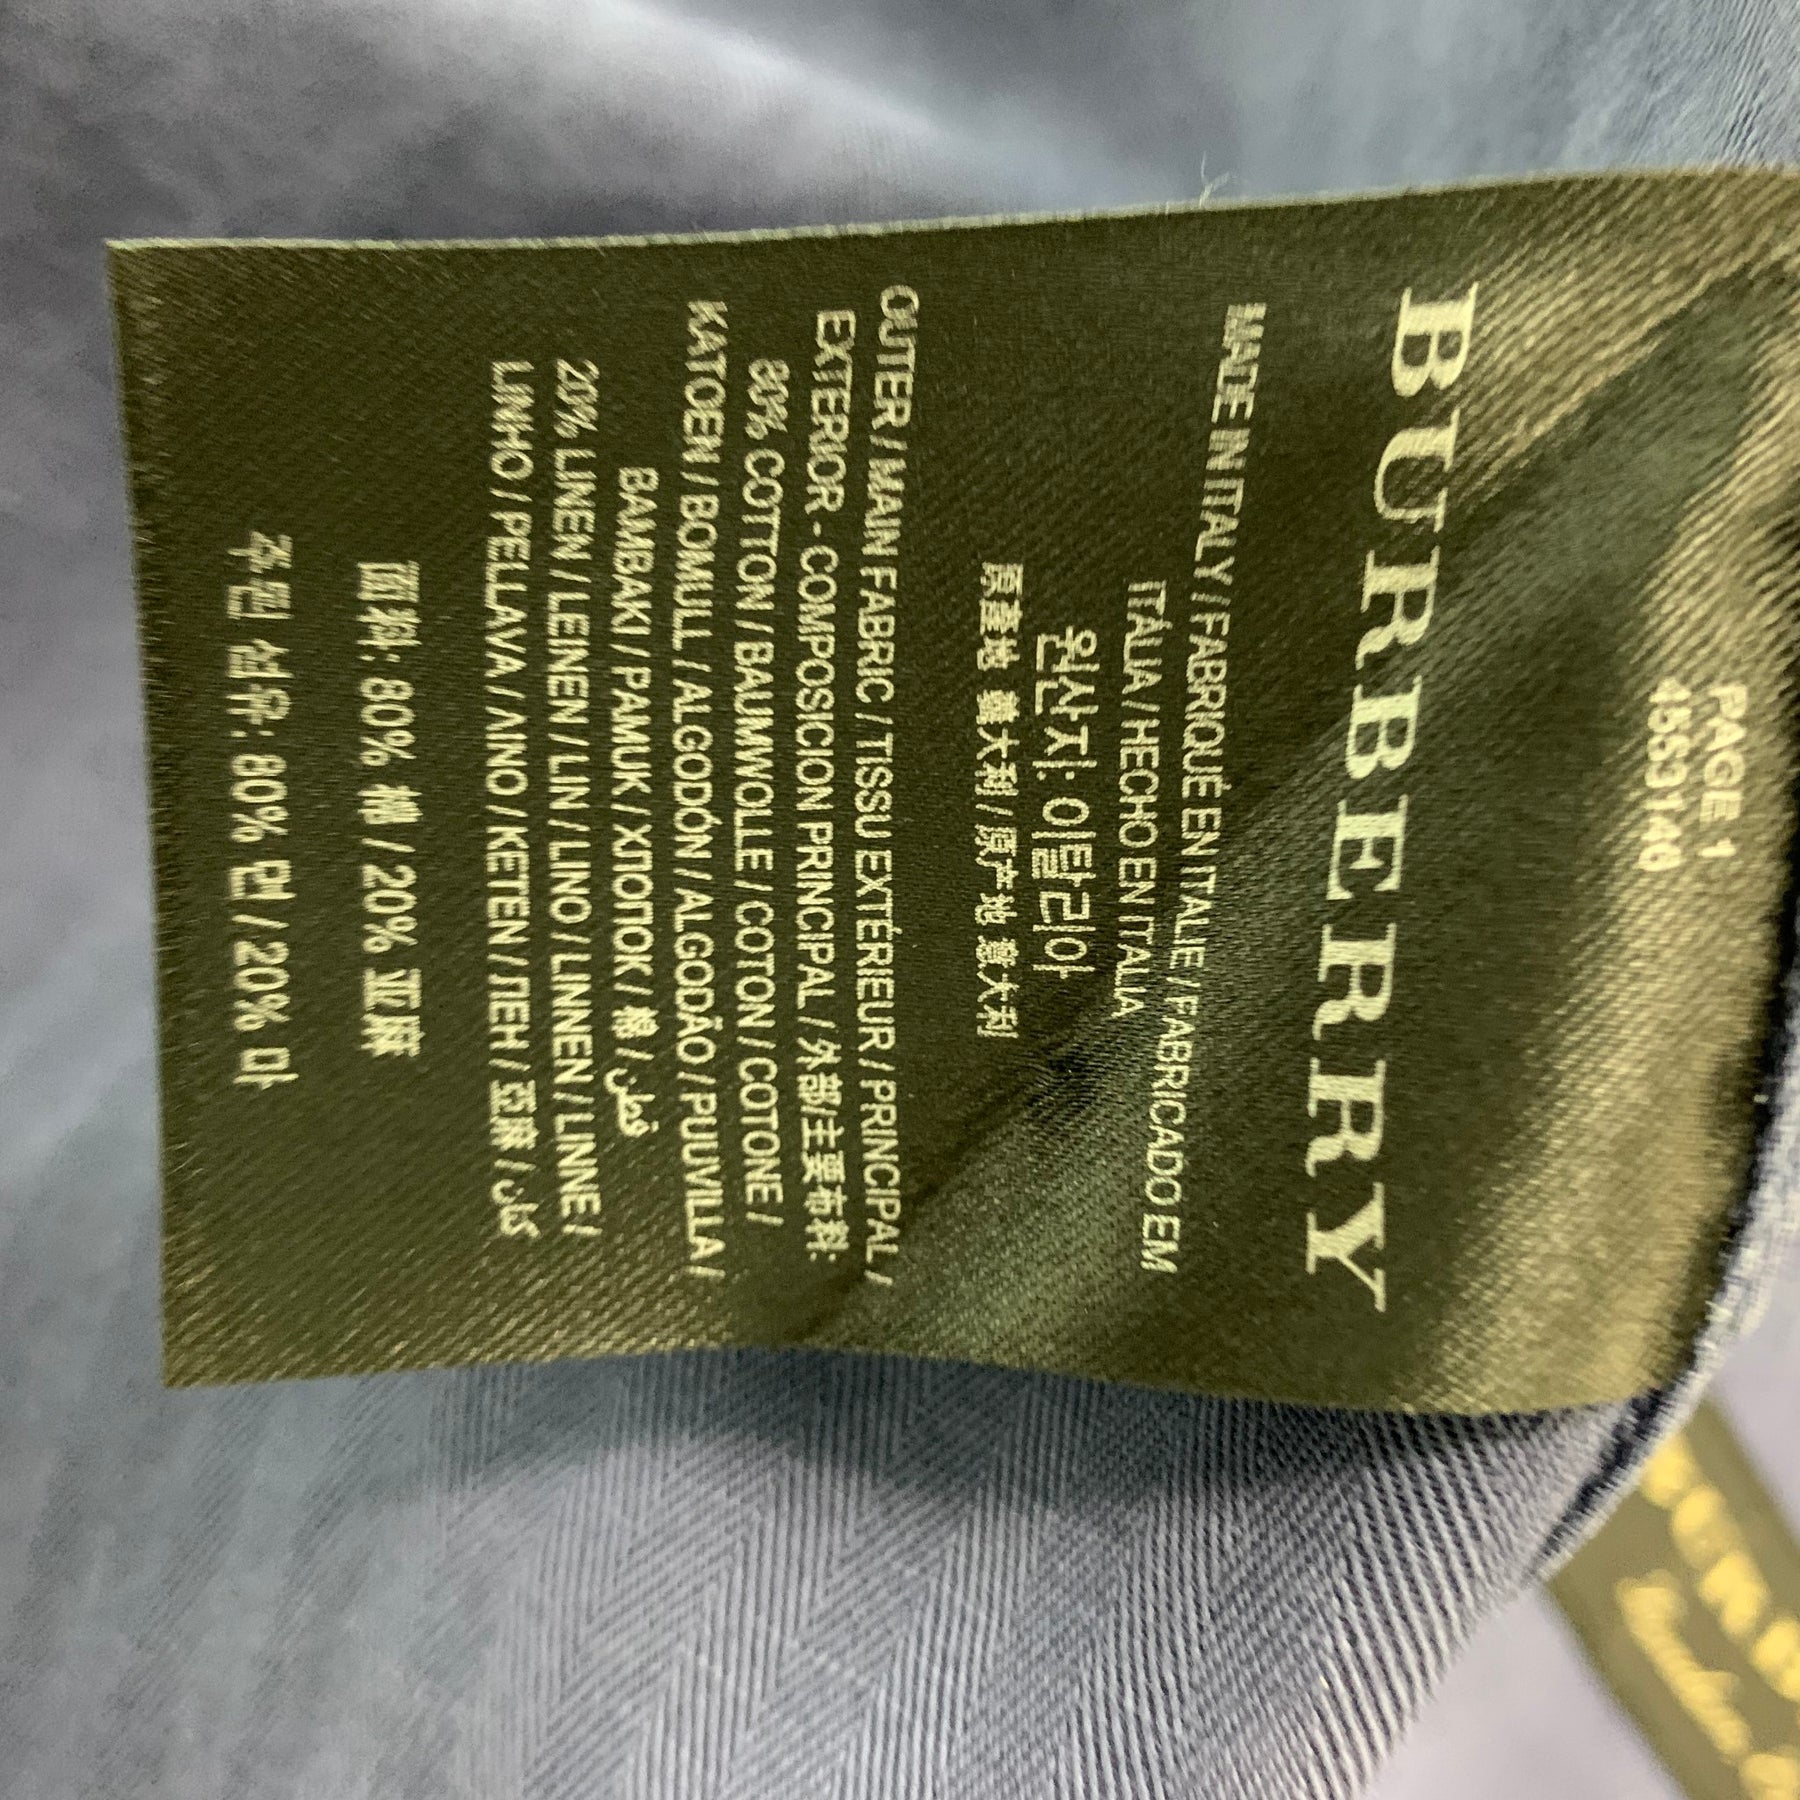 PAGE 1
4553146
BURBERRY
MADE IN ITALY / FABRIQUÉ EN ITALIE / FABRICADO EM
ITÁLIA / HECHO EN ITALIA
원산지: 이탈리아
原產地 義大利 / 原产地 意大利
OUTER / MAIN FABRIC / TISSU EXTÉRIEUR / PRINCIPAL /
EXTERIOR - COMPOSICION PRINCIPAL / 外部/主要布料:
80% COTTON / BAUMWOLLE / COTON / COTONE /
KATOEN / BOMULL / ALGODÓN / ALGODÃO / PUUVILLA /
BAMBAKI / PAMUK / ХЛОПОК / 棉 / قطن
20% LINEN / LEINEN / LIN / LINO / LINNEN / LINNE /
LINHO / PELLAVA / AINO / KETEN / ЛЕН / 亞麻 / كتان
面料: 80% 棉 / 20% 亚麻
주된 섬유: 80% 면 / 20% 마